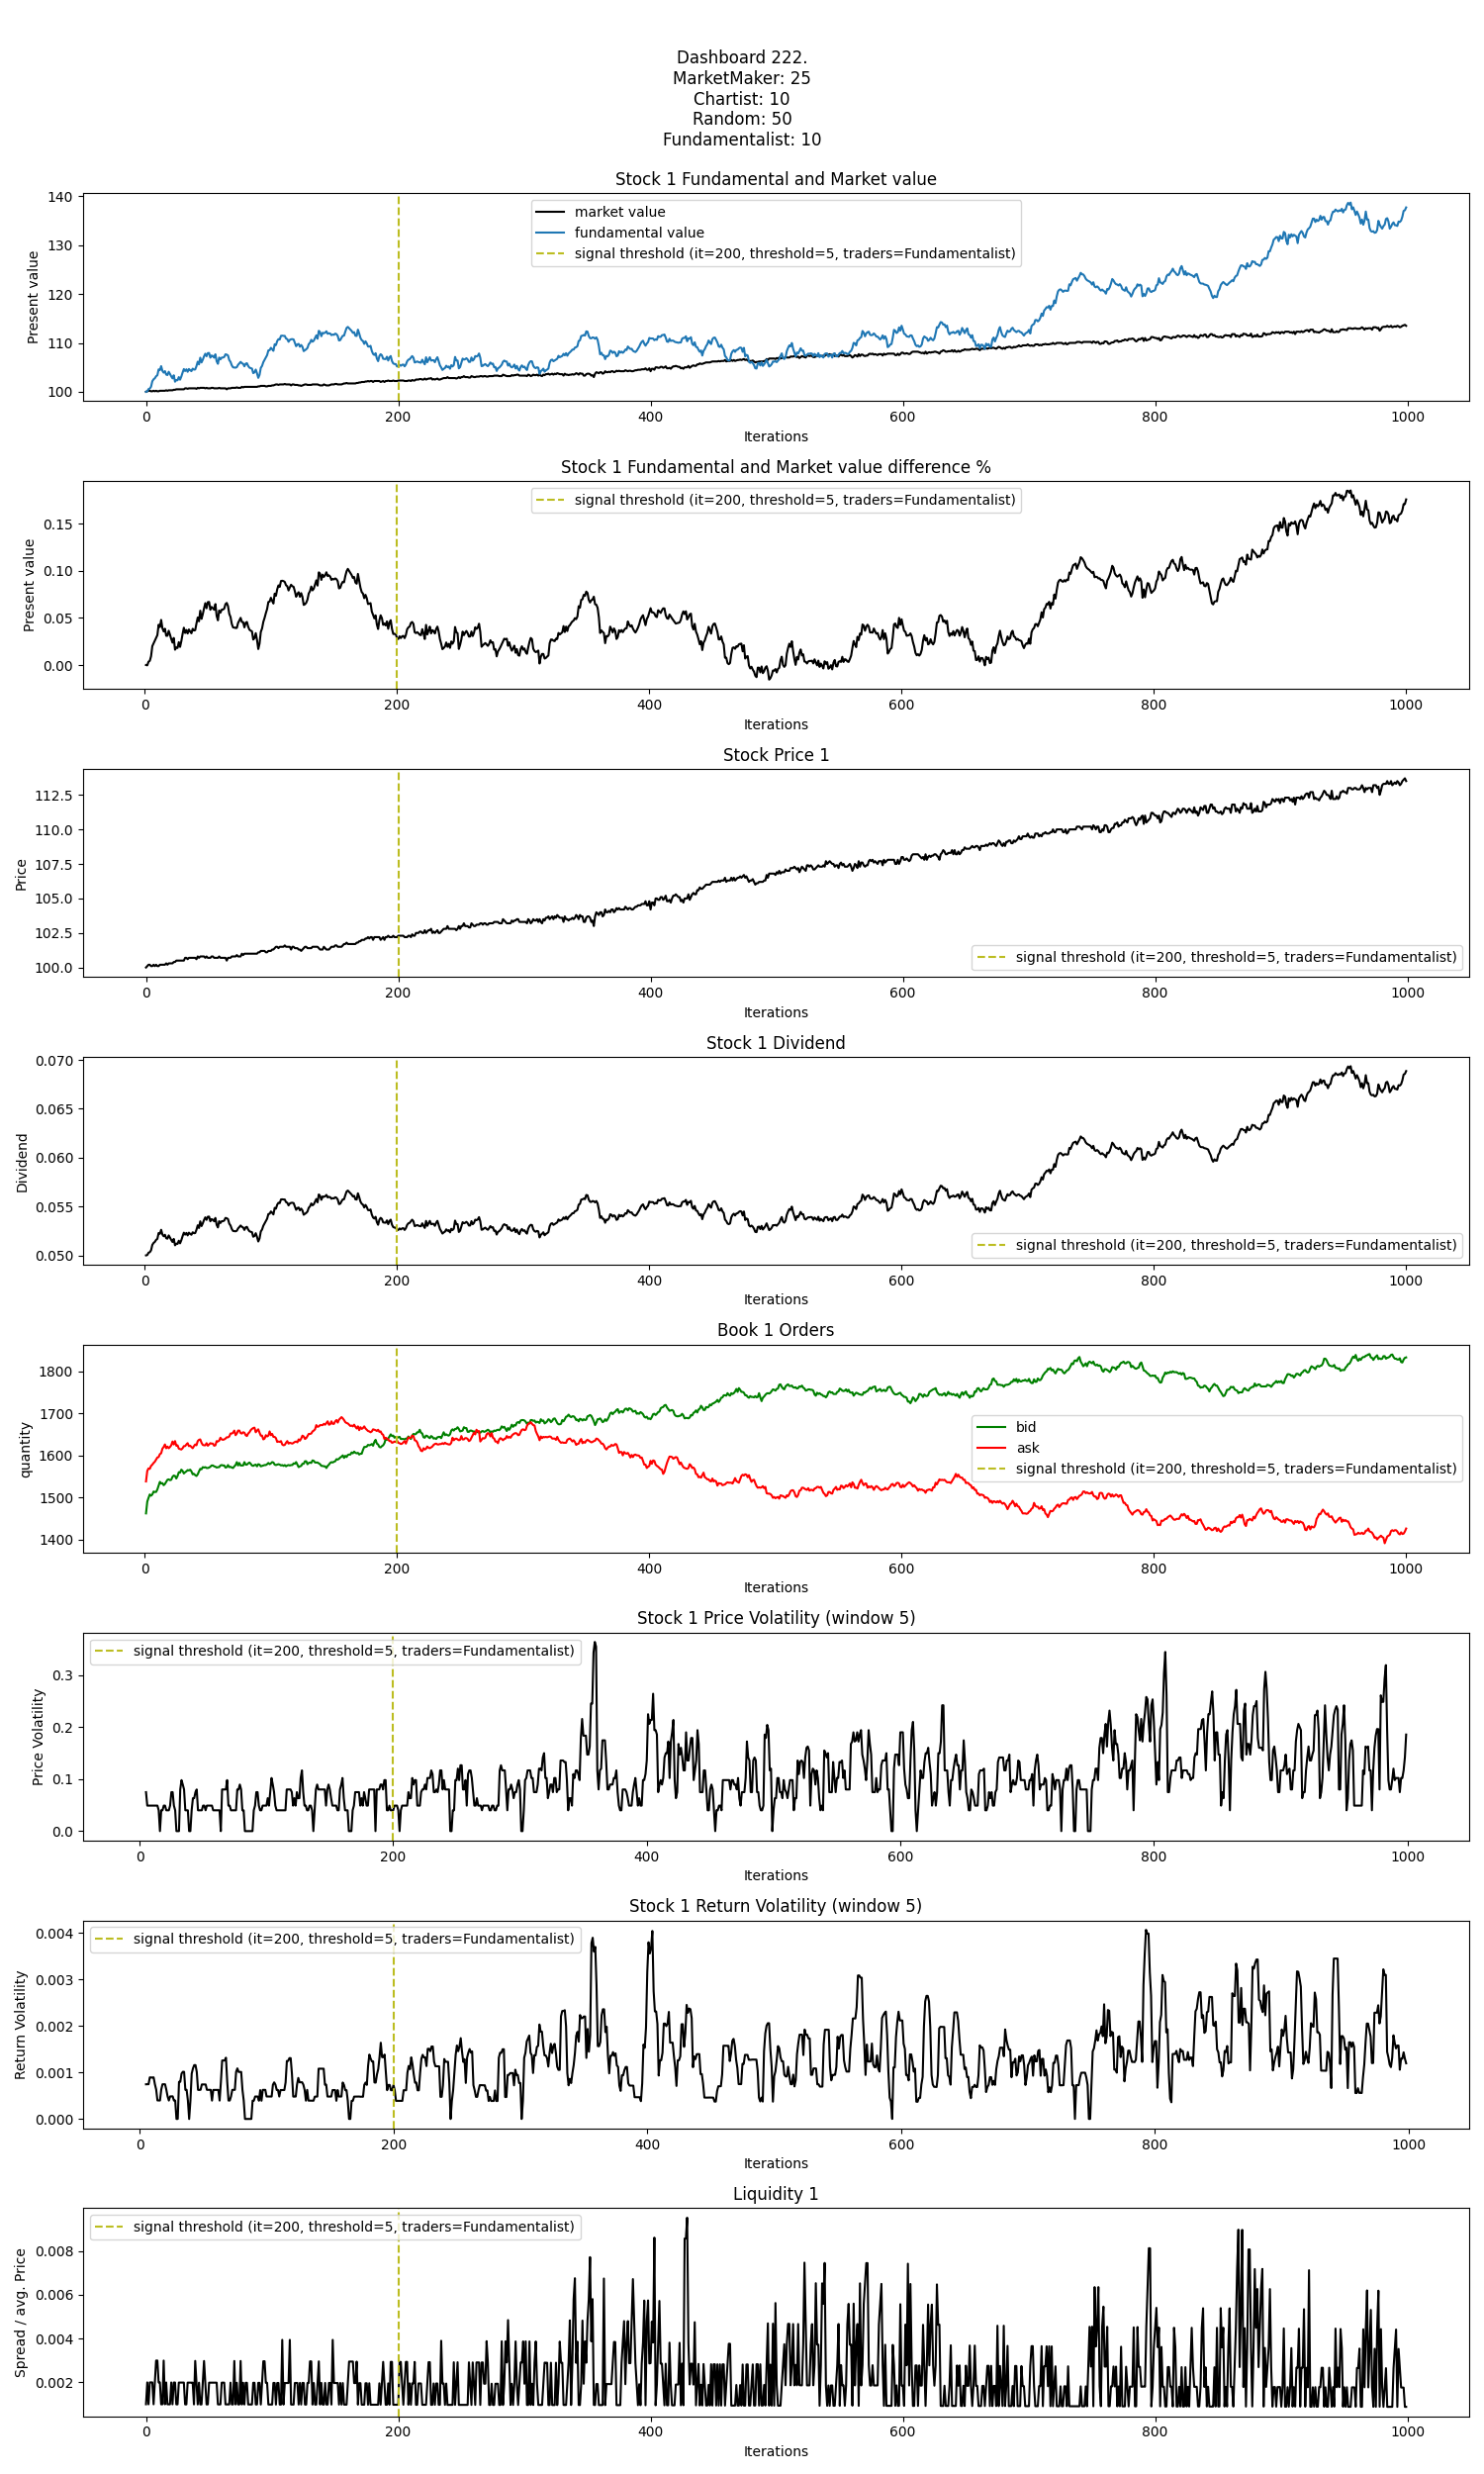 Dashboard 222.
MarketMaker: 25
Chartist: 10
Random: 50
Fundamentalist: 10
Stock 1 Fundamental and Market value
Present value
140
130
120
110
100
market value
fundamental value
signal threshold (it=200, threshold=5, traders=Fundamentalist)
0 200 400 600 800 1000
Iterations
Stock 1 Fundamental and Market value difference %
Present value
0.15
0.10
0.05
0.00
signal threshold (it=200, threshold=5, traders=Fundamentalist)
0 200 400 600 800 1000
Iterations
Stock Price 1
Price
112.5
110.0
107.5
105.0
102.5
100.0
signal threshold (it=200, threshold=5, traders=Fundamentalist)
0 200 400 600 800 1000
Iterations
Stock 1 Dividend
Dividend
0.070
0.065
0.060
0.055
0.050
signal threshold (it=200, threshold=5, traders=Fundamentalist)
0 200 400 600 800 1000
Iterations
Book 1 Orders
quantity
1800
1700
1600
1500
1400
bid
ask
signal threshold (it=200, threshold=5, traders=Fundamentalist)
0 200 400 600 800 1000
Iterations
Stock 1 Price Volatility (window 5)
Price Volatility
0.3
0.2
0.1
0.0
signal threshold (it=200, threshold=5, traders=Fundamentalist)
0 200 400 600 800 1000
Iterations
Stock 1 Return Volatility (window 5)
Return Volatility
0.004
0.003
0.002
0.001
0.000
signal threshold (it=200, threshold=5, traders=Fundamentalist)
0 200 400 600 800 1000
Iterations
Liquidity 1
Spread / avg. Price
0.008
0.006
0.004
0.002
signal threshold (it=200, threshold=5, traders=Fundamentalist)
0 200 400 600 800 1000
Iterations